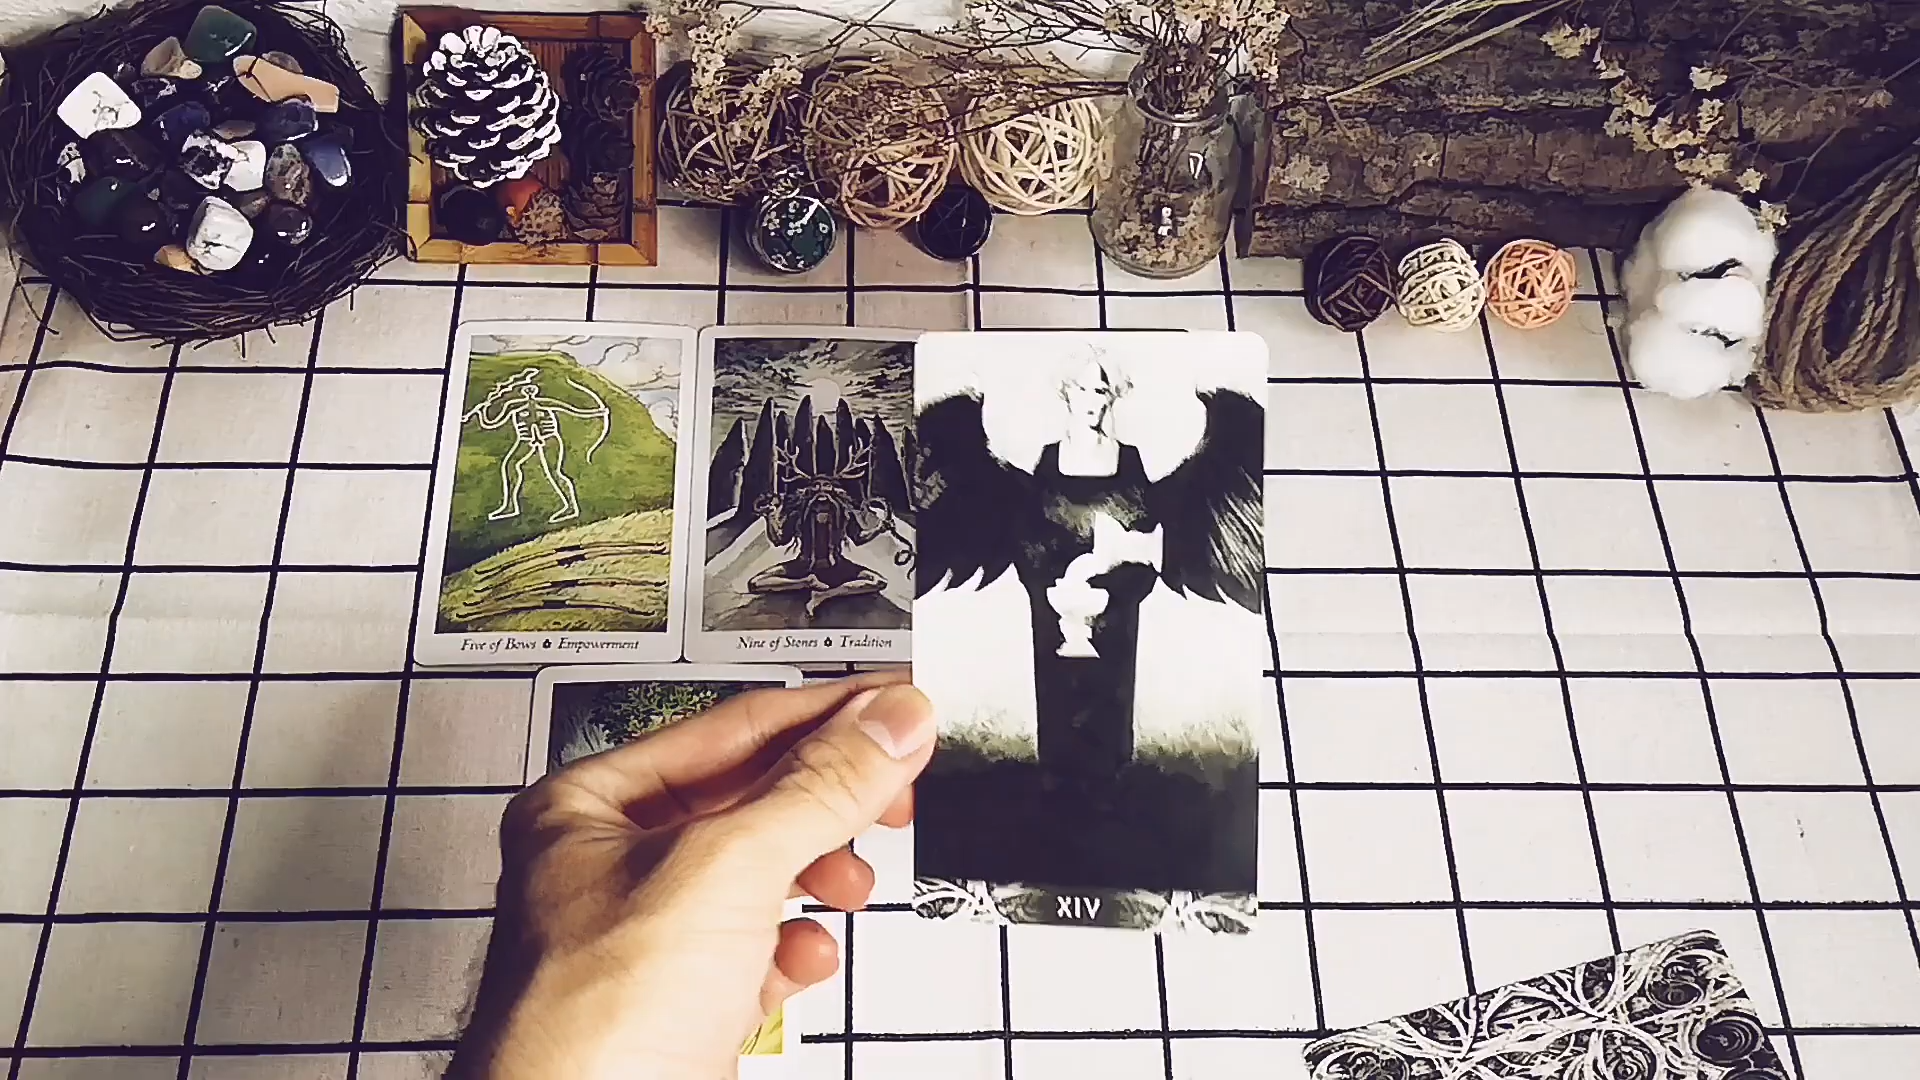 Five of Bows ✿ Empowerment
Nine of Stones ✿ Tradition
XIV